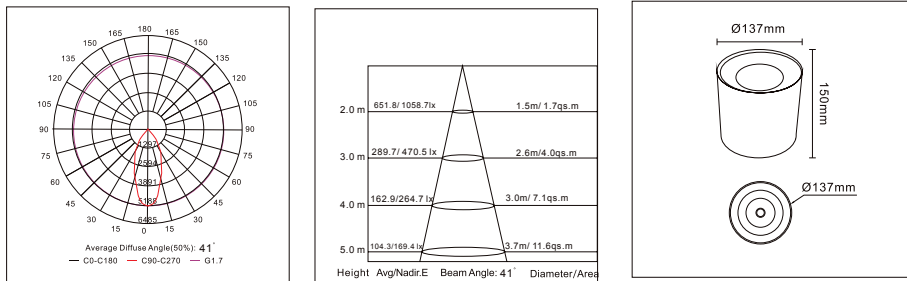 180
150 150
135 135
120 120
90 90
75 75
60 60
45 45
30 30
15 0 15
1297
2594
3891
5188
6485
Average Diffuse Angle(50%): 41°
C0-C180 C90-C270 G1.7
2.0 m 651.8/1058.7lx 1.5m/ 1.7qs.m
3.0 m 289.7/ 470.5 lx 2.6m/4.0qs.m
4.0 m 162.9/264.7 lx 3.0m/ 7.1qs.m
5.0 m 104.3/169.4 lx 3.7m/ 11.6qs.m
Height Avg/Nadir.E Beam Angle: 41° Diameter/Area
Ø137mm
150mm
Ø137mm